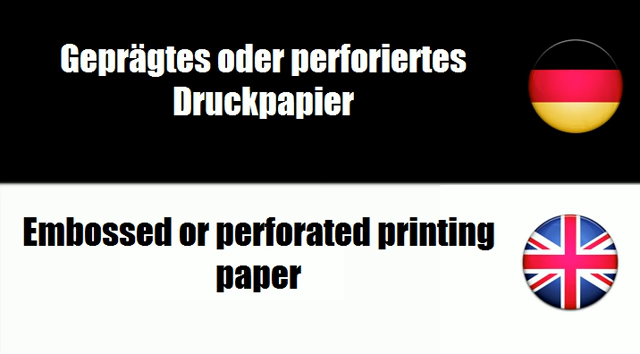 Geprägtes oder perforiertes
Druckpapier
Embossed or perforated printing
paper